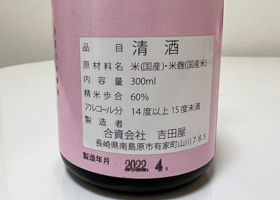 品目 清酒
原材料名 米(国産)・米麹(国産米)
内容量 300ml
精米歩合 60%
アルコール分 14度以上15度未満
製造者
合資会社 吉田屋
長崎県南島原市有家町山川785
製造年月 2022.4